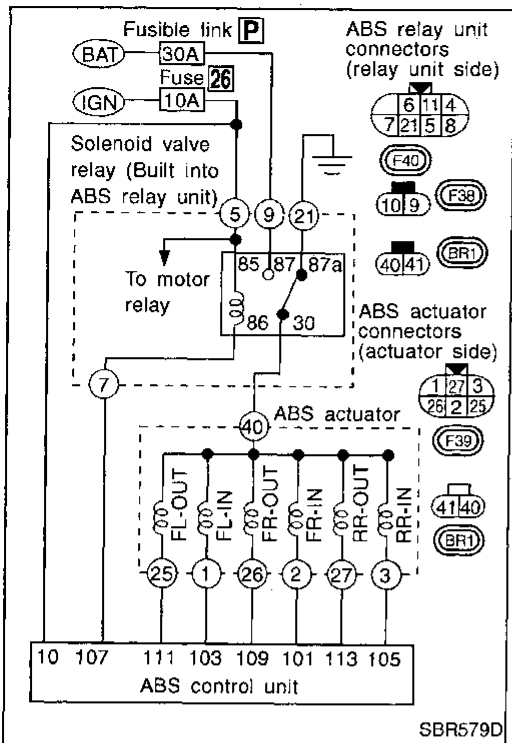 Fusible link P
BAT 30A
Fuse 26
IGN 10A
Solenoid valve
relay (Built into
ABS relay unit)
5 9 21
85 87 87a
To motor
relay
86 30
7
40 ABS actuator
FL-OUT FL-IN FR-OUT FR-IN RR-OUT RR-IN
25 1 26 2 27 3
10 107 111 103 109 101 113 105
ABS control unit
ABS relay unit
connectors
(relay unit side)
6 11 4
7 21 5 8
F40
10 9 F38
40 41 BR1
ABS actuator
connectors
(actuator side)
1 27 3
26 2 25
F39
41 40
BR1
SBR579D